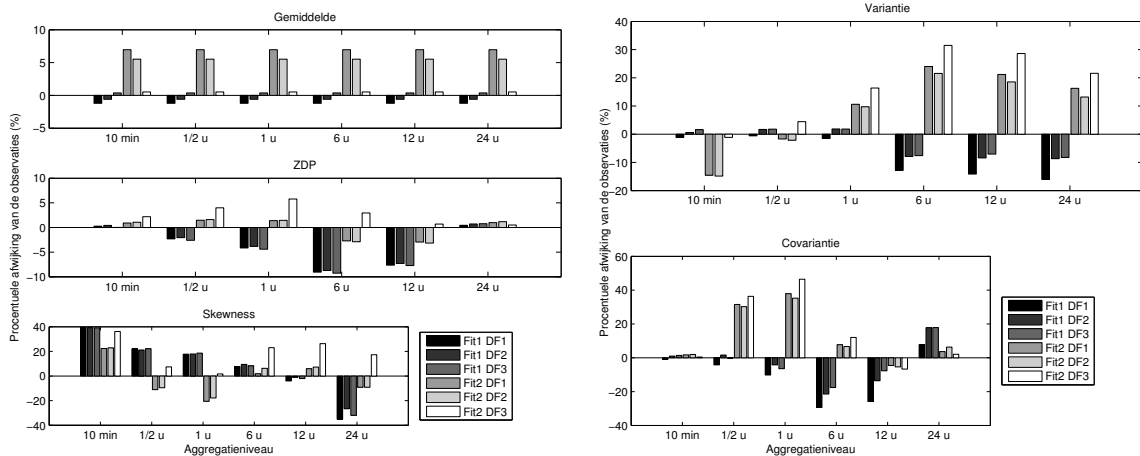 Gemiddelde
10
5
0
−5
10 min 1/2 u 1 u 6 u 12 u 24 u
ZDP
10
5
0
−5
−10
10 min 1/2 u 1 u 6 u 12 u 24 u
Procentuele afwijking van de observaties (%)
Skewness
40
20
0
−20
−40
10 min 1/2 u 1 u 6 u 12 u 24 u
Aggregatieniveau
Fit1 DF1
Fit1 DF2
Fit1 DF3
Fit2 DF1
Fit2 DF2
Fit2 DF3
Variantie
40
30
20
10
0
−10
−20
10 min 1/2 u 1 u 6 u 12 u 24 u
Procentuele afwijking van de observaties (%)
Covariantie
60
40
20
0
−20
−40
10 min 1/2 u 1 u 6 u 12 u 24 u
Aggregatieniveau
Fit1 DF1
Fit1 DF2
Fit1 DF3
Fit2 DF1
Fit2 DF2
Fit2 DF3